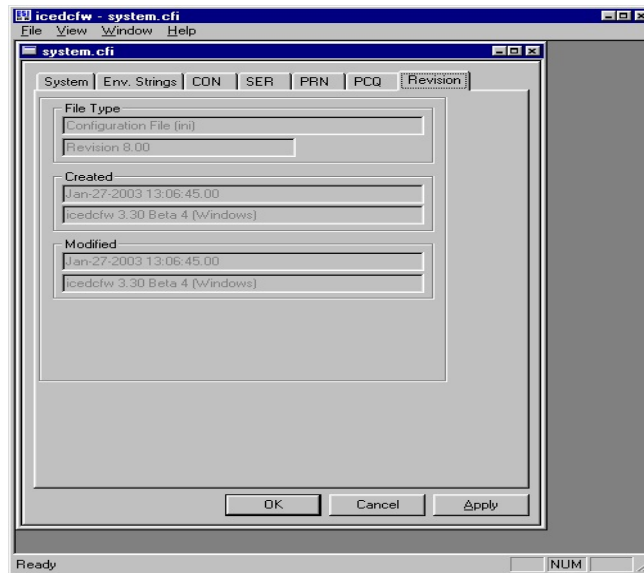 icedcfw - system.cfi
File View Window Help
system.cfi
System Env. Strings CON SER PRN PCQ Revision
File Type
Configuration File (ini)
Revision 8.00
Created
Jan-27-2003 13:06:45.00
icedcfw 3.30 Beta 4 (Windows)
Modified
Jan-27-2003 13:06:45.00
icedcfw 3.30 Beta 4 (Windows)
OK Cancel Apply
Ready NUM